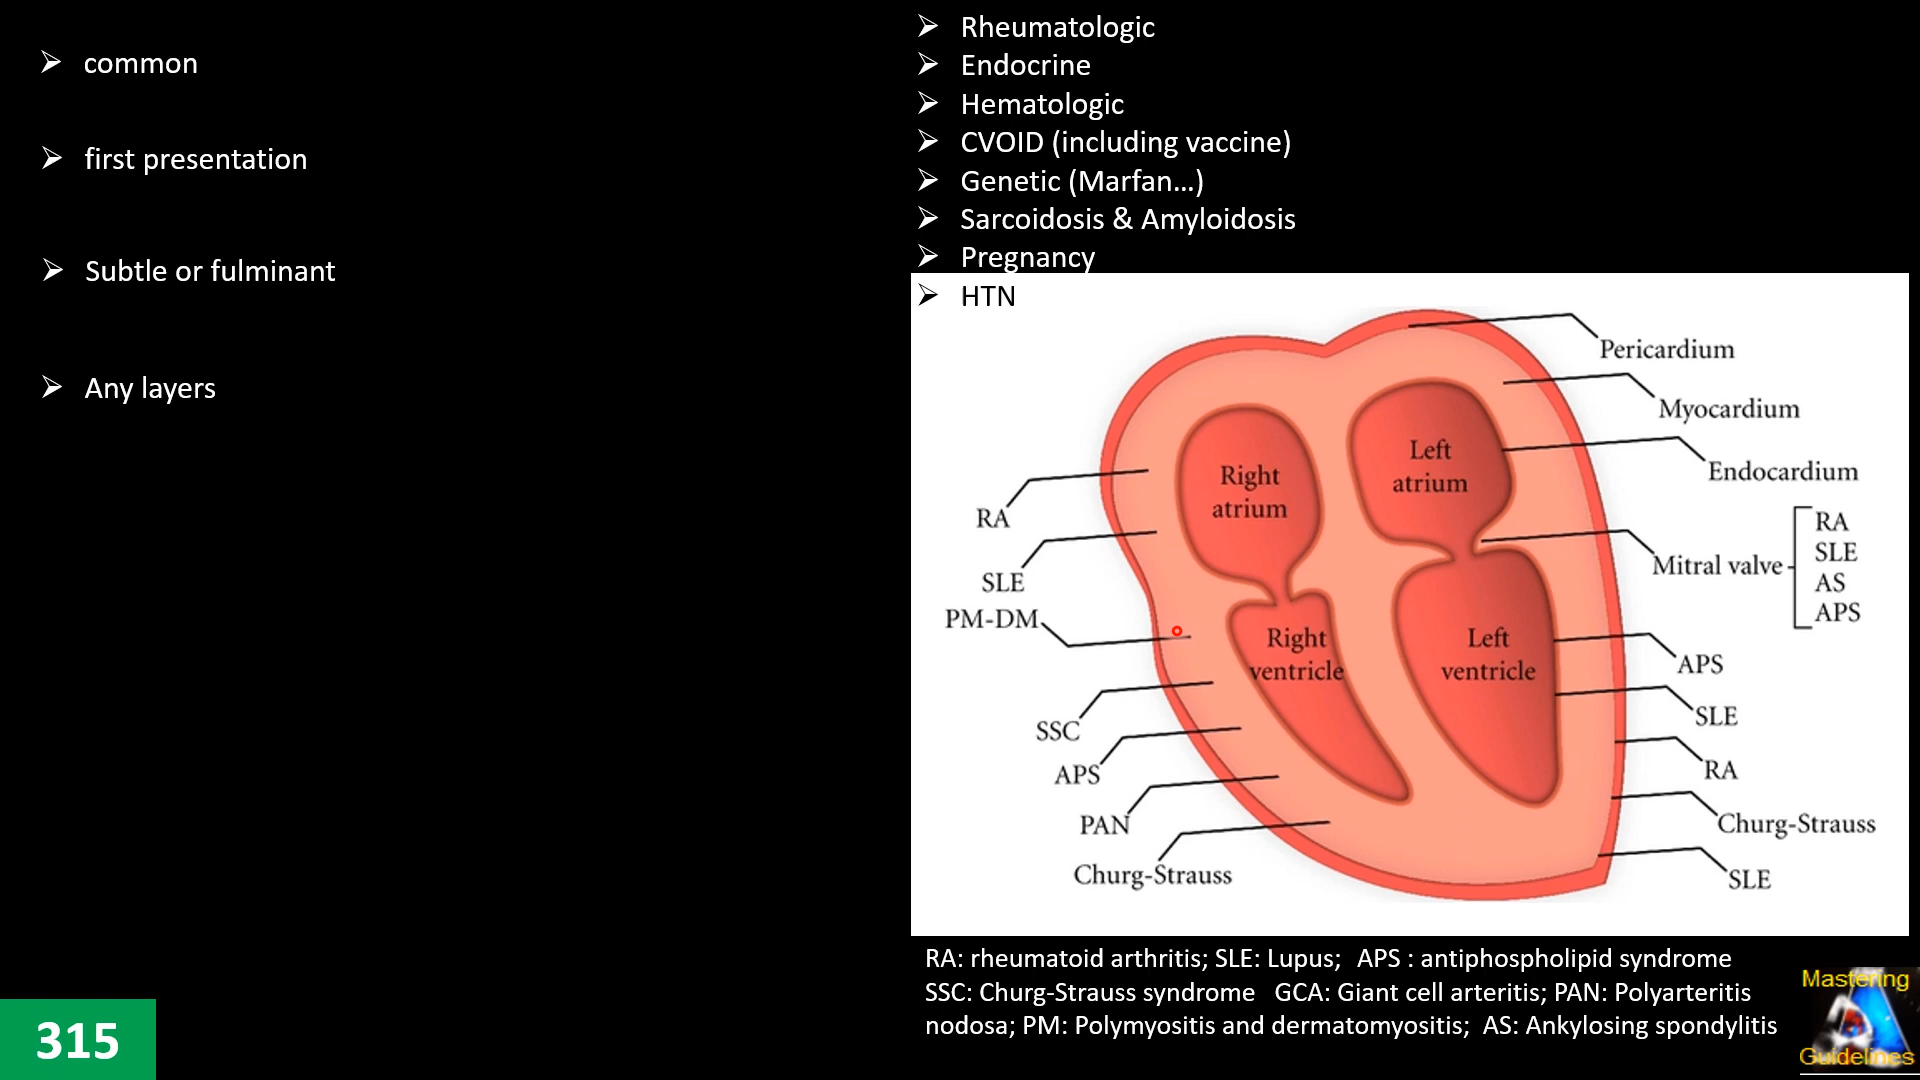 ➢ common
➢ first presentation
➢ Subtle or fulminant
➢ Any layers
➢ Rheumatologic
➢ Endocrine
➢ Hematologic
➢ CVOID (including vaccine)
➢ Genetic (Marfan…)
➢ Sarcoidosis & Amyloidosis
➢ Pregnancy
➢ HTN
Pericardium
Myocardium
Endocardium
Left
atrium
Right
atrium
RA
SLE
PM-DM
SSC
APS
PAN
Churg-Strauss
Right
ventricle
Left
ventricle
Mitral valve
RA
SLE
AS
APS
APS
SLE
RA
Churg-Strauss
SLE
RA: rheumatoid arthritis; SLE: Lupus; APS : antiphospholipid syndrome
SSC: Churg-Strauss syndrome GCA: Giant cell arteritis; PAN: Polyarteritis
nodosa; PM: Polymyositis and dermatomyositis; AS: Ankylosing spondylitis
315
Mastering
Guidelines